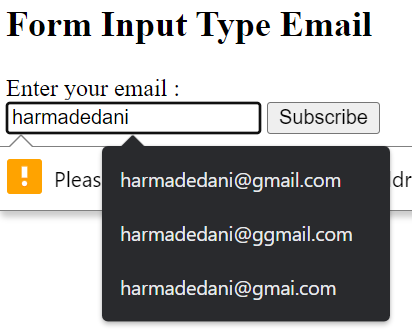 Form Input Type Email
Enter your email :
harmadedani Subscribe
! Pleas
harmadedani@gmail.com
harmadedani@ggmail.com
harmadedani@gmai.com